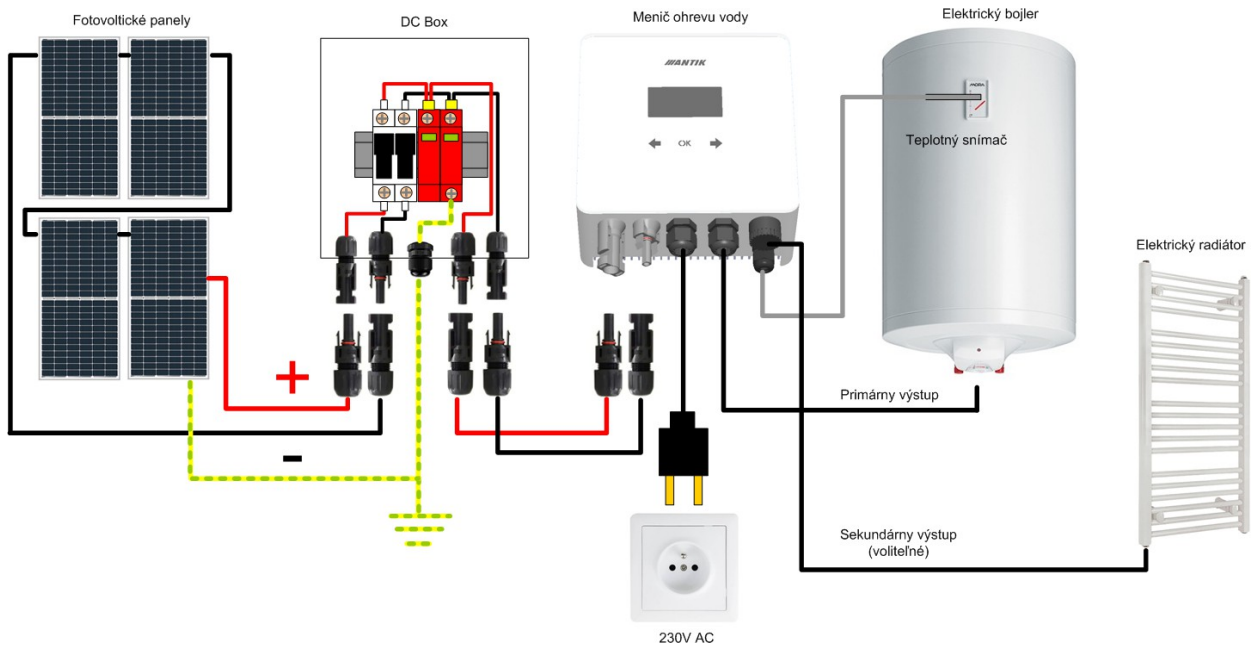 Fotovoltické panely
DC Box
Menič ohrevu vody
Elektrický bojler
ANTIK
OK
MORA
Teplotný snímač
Elektrický radiátor
+
Primárny výstup
-
Sekundárny výstup
(voliteľné)
230V AC